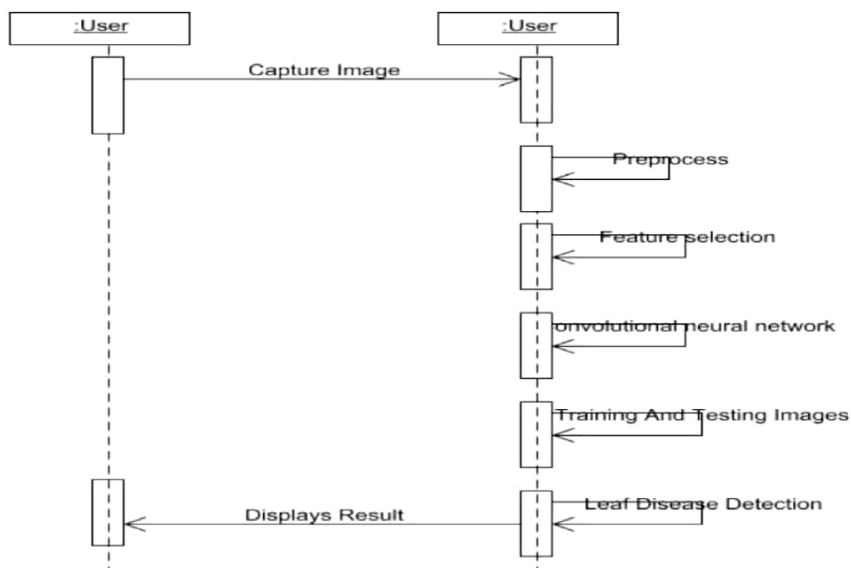 :User
:User
Capture Image
Preprocess
Feature selection
onvolutional neural network
Training And Testing Images
Leaf Disease Detection
Displays Result